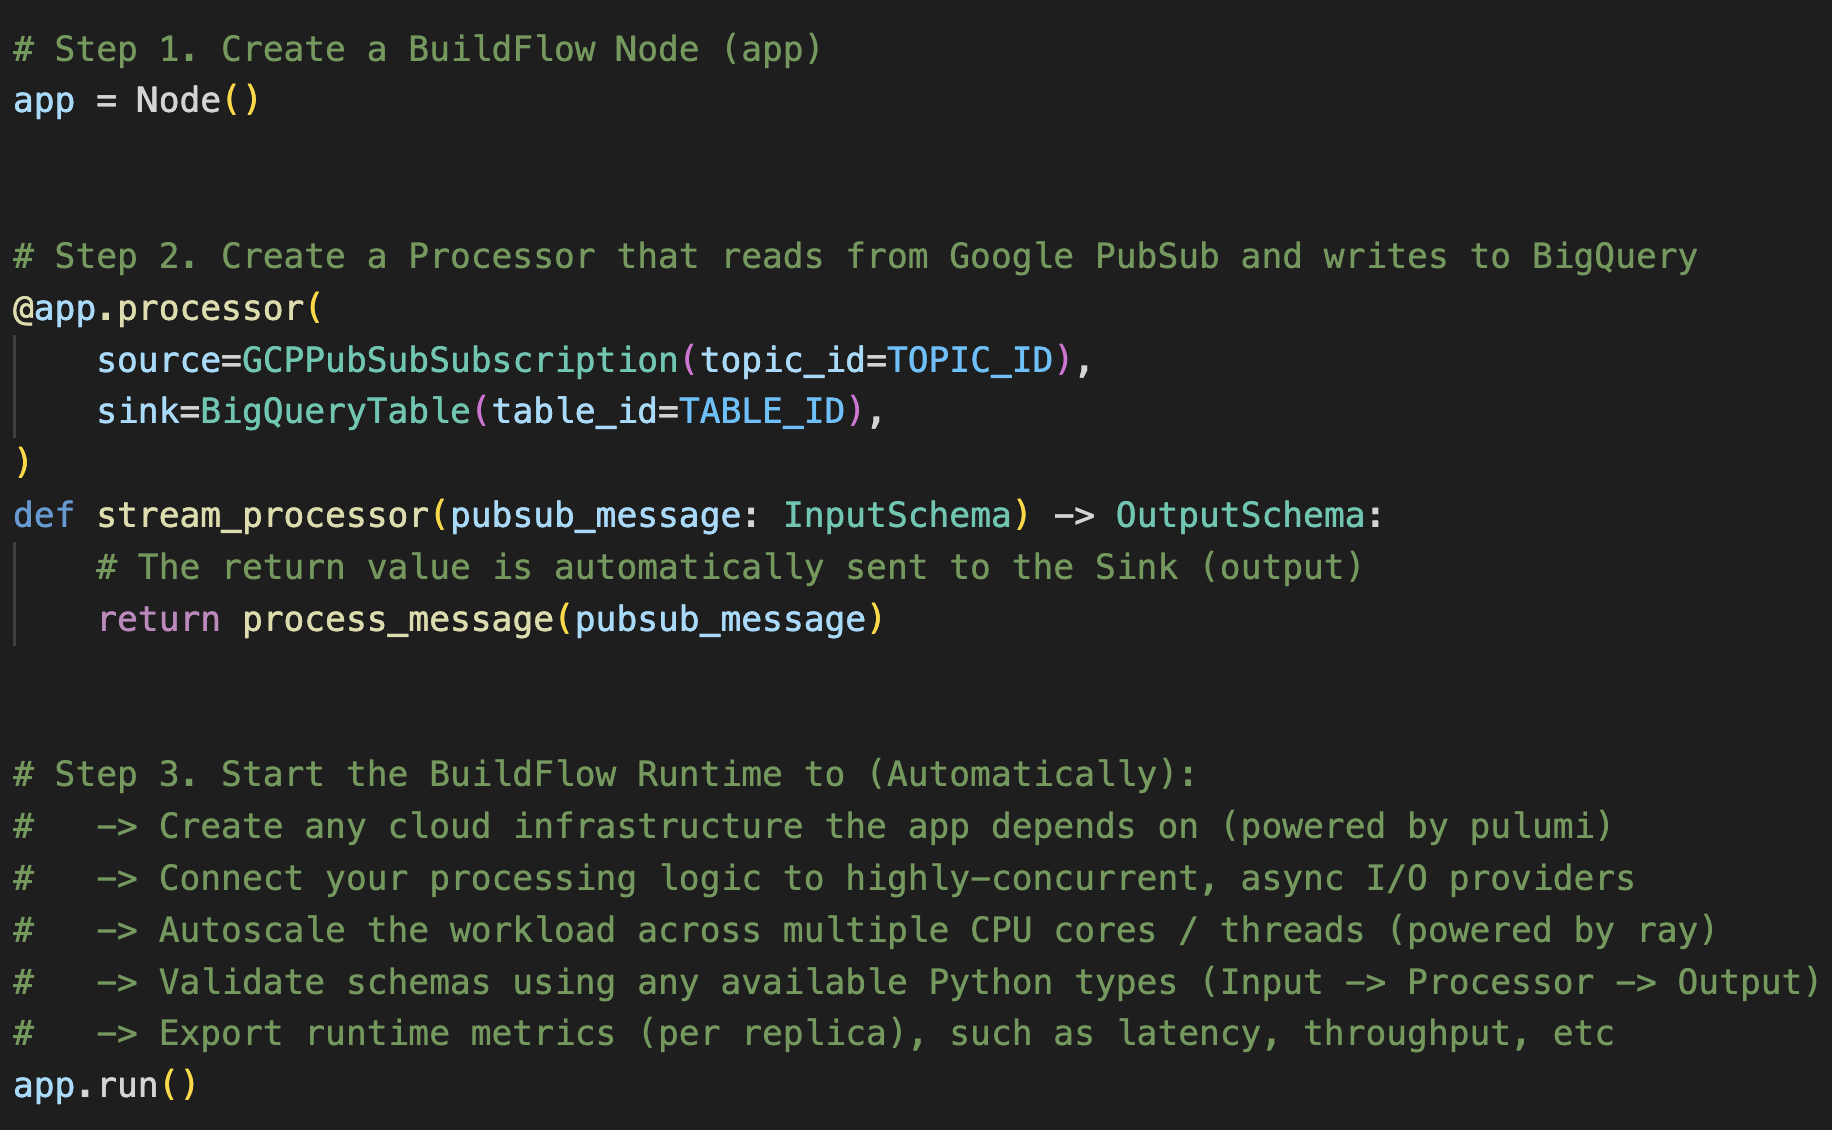 # Step 1. Create a BuildFlow Node (app)
app = Node()
# Step 2. Create a Processor that reads from Google PubSub and writes to BigQuery
@app.processor(
    source=GCPPubSubSubscription(topic_id=TOPIC_ID),
    sink=BigQueryTable(table_id=TABLE_ID),
)
def stream_processor(pubsub_message: InputSchema) -> OutputSchema:
    # The return value is automatically sent to the Sink (output)
    return process_message(pubsub_message)
# Step 3. Start the BuildFlow Runtime to (Automatically):
#   -> Create any cloud infrastructure the app depends on (powered by pulumi)
#   -> Connect your processing logic to highly-concurrent, async I/O providers
#   -> Autoscale the workload across multiple CPU cores / threads (powered by ray)
#   -> Validate schemas using any available Python types (Input -> Processor -> Output)
#   -> Export runtime metrics (per replica), such as latency, throughput, etc
app.run()